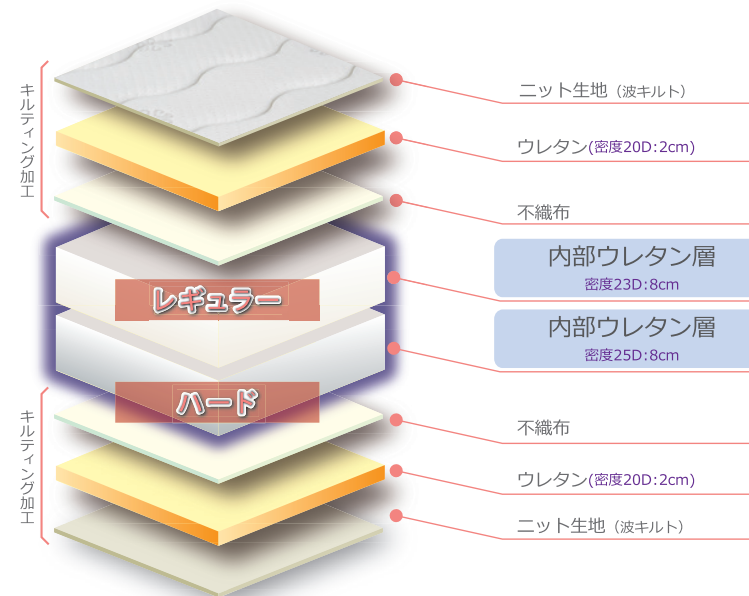 キルティング加工
ニット生地（波キルト）
ウレタン(密度20D:2cm)
不織布
内部ウレタン層
密度23D:8cm
レギュラー
内部ウレタン層
密度25D:8cm
ハード
キルティング加工
不織布
ウレタン(密度20D:2cm)
ニット生地（波キルト）